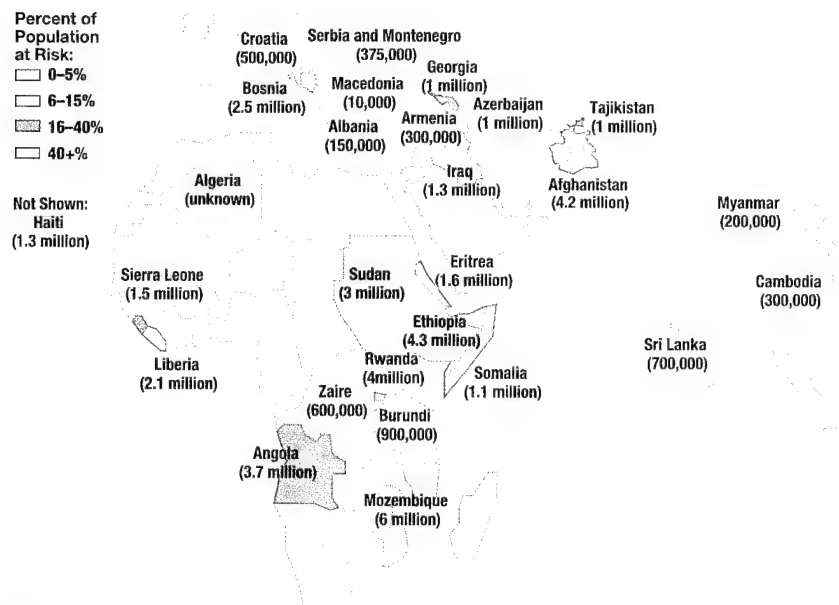 Percent of
Population
at Risk:
0–5%
6–15%
16–40%
40+%
Not Shown:
Haiti
(1.3 million)
Croatia
(500,000)
Serbia and Montenegro
(375,000)
Bosnia
(2.5 million)
Macedonia
(10,000)
Georgia
(1 million)
Albania
(150,000)
Armenia
(300,000)
Azerbaijan
(1 million)
Tajikistan
(1 million)
Algeria
(unknown)
Iraq
(1.3 million)
Afghanistan
(4.2 million)
Myanmar
(200,000)
Sierra Leone
(1.5 million)
Sudan
(3 million)
Eritrea
(1.6 million)
Cambodia
(300,000)
Liberia
(2.1 million)
Ethiopia
(4.3 million)
Sri Lanka
(700,000)
Rwanda
(4million)
Somalia
(1.1 million)
Zaire
(600,000)
Burundi
(900,000)
Angola
(3.7 million)
Mozembique
(6 million)